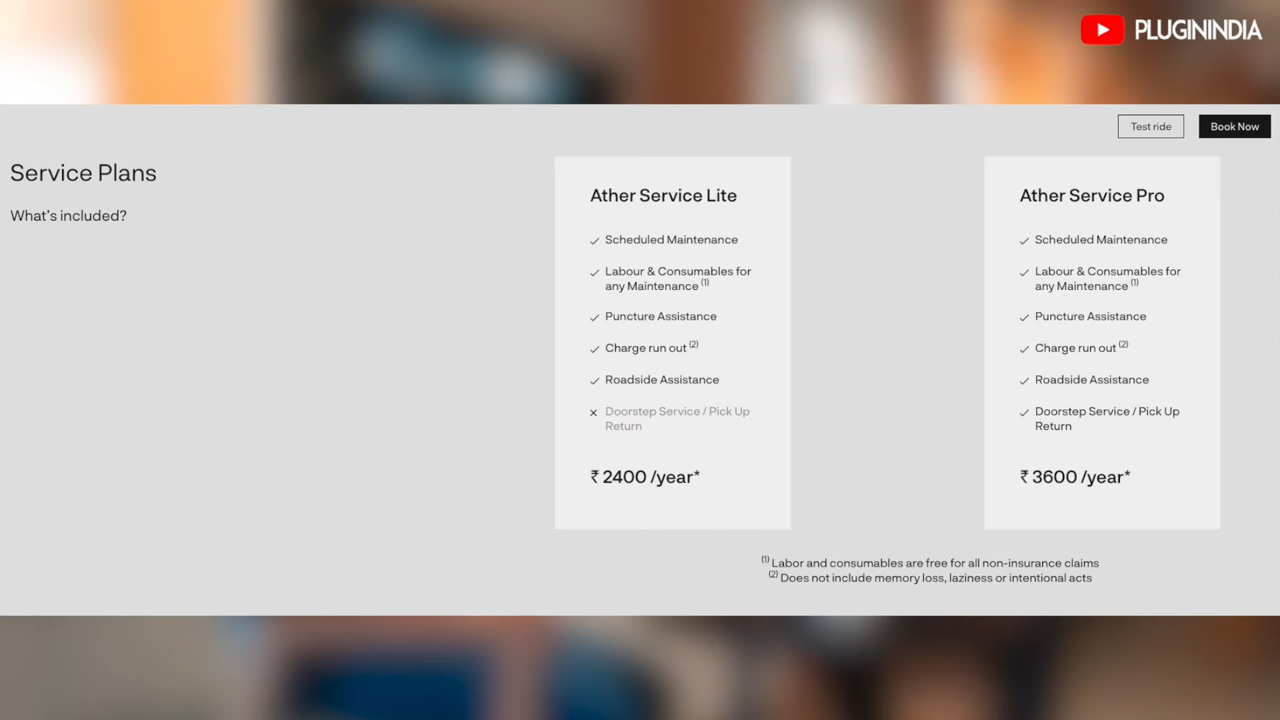 PLUGININDIA
Test ride
Book Now
Service Plans
What's included?
Ather Service Lite
✓ Scheduled Maintenance
✓ Labour & Consumables for
any Maintenance (1)
✓ Puncture Assistance
✓ Charge run out (2)
✓ Roadside Assistance
× Doorstep Service / Pick Up
Return
₹ 2400 /year*
Ather Service Pro
✓ Scheduled Maintenance
✓ Labour & Consumables for
any Maintenance (1)
✓ Puncture Assistance
✓ Charge run out (2)
✓ Roadside Assistance
✓ Doorstep Service / Pick Up
Return
₹ 3600 /year*
(1) Labor and consumables are free for all non-insurance claims
(2) Does not include memory loss, laziness or intentional acts